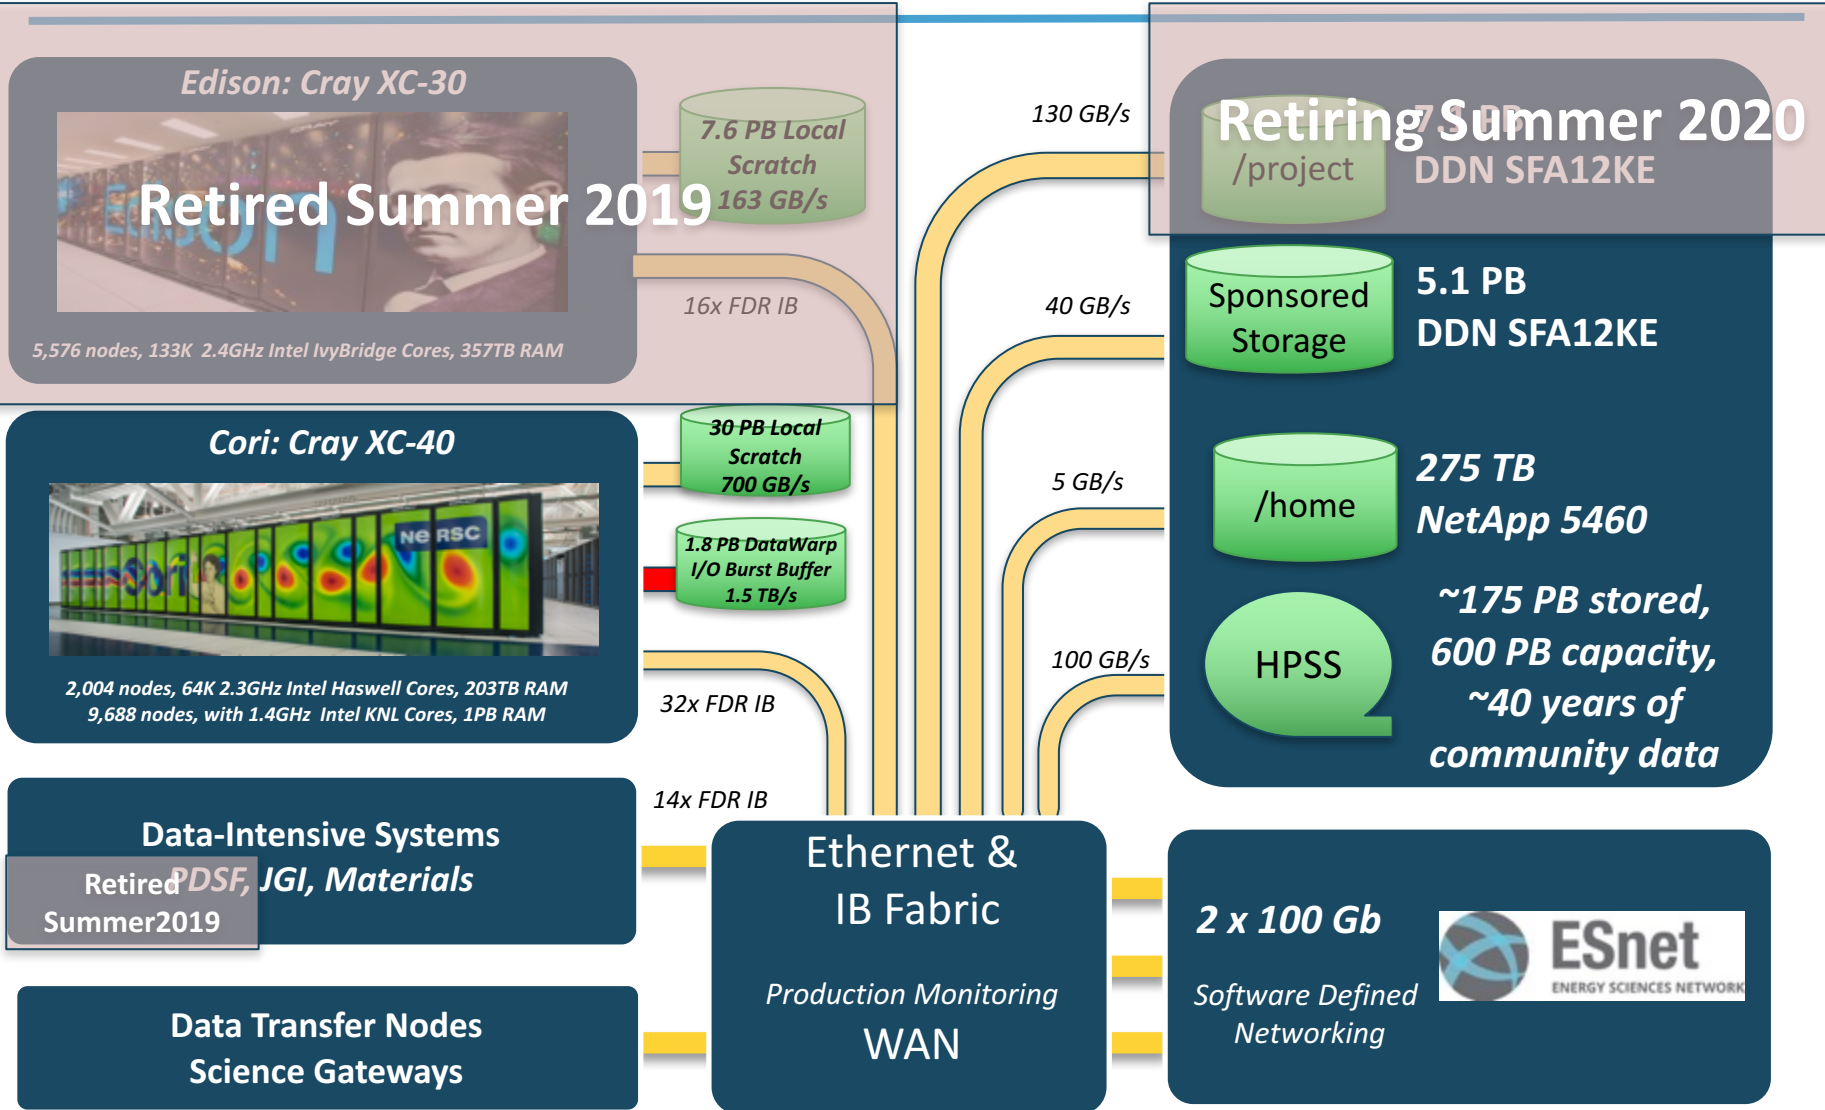 Edison: Cray XC-30
Edison
Retired Summer 2019
5,576 nodes, 133K  2.4GHz Intel IvyBridge Cores, 357TB RAM
7.6 PB Local
Scratch
163 GB/s
16x FDR IB
Cori: Cray XC-40
cori
NeRSC
2,004 nodes, 64K 2.3GHz Intel Haswell Cores, 203TB RAM
9,688 nodes, with 1.4GHz  Intel KNL Cores, 1PB RAM
30 PB Local
Scratch
700 GB/s
1.8 PB DataWarp
I/O Burst Buffer
1.5 TB/s
32x FDR IB
14x FDR IB
Data-Intensive Systems
PDSF, JGI, Materials
Retired
Summer2019
Data Transfer Nodes
Science Gateways
130 GB/s
40 GB/s
5 GB/s
100 GB/s
Ethernet &
IB Fabric
Production Monitoring
WAN
Retiring Summer 2020
/project
7.1 PB
DDN SFA12KE
Sponsored
Storage
5.1 PB
DDN SFA12KE
/home
275 TB
NetApp 5460
HPSS
~175 PB stored,
600 PB capacity,
~40 years of
community data
2 x 100 Gb
Software Defined
Networking
ESnet
ENERGY SCIENCES NETWORK